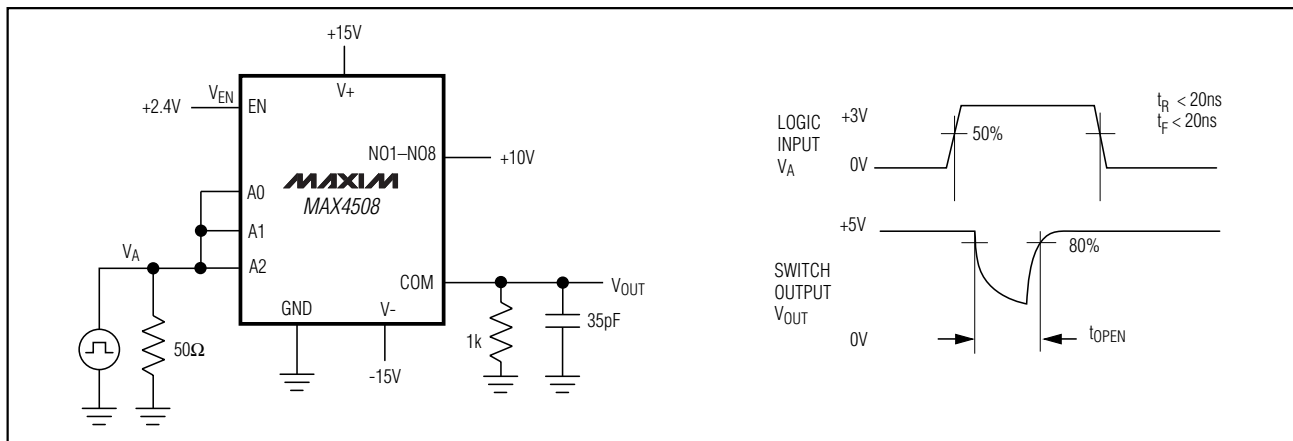 +15V
V+
+2.4V
VEN
EN
NO1–NO8
+10V
MAXIM
MAX4508
A0
A1
A2
VA
COM
VOUT
GND
V-
50Ω
1k
35pF
-15V
LOGIC
INPUT
VA
+3V
50%
0V
tR < 20ns
tF < 20ns
+5V
80%
SWITCH
OUTPUT
VOUT
0V
tOPEN